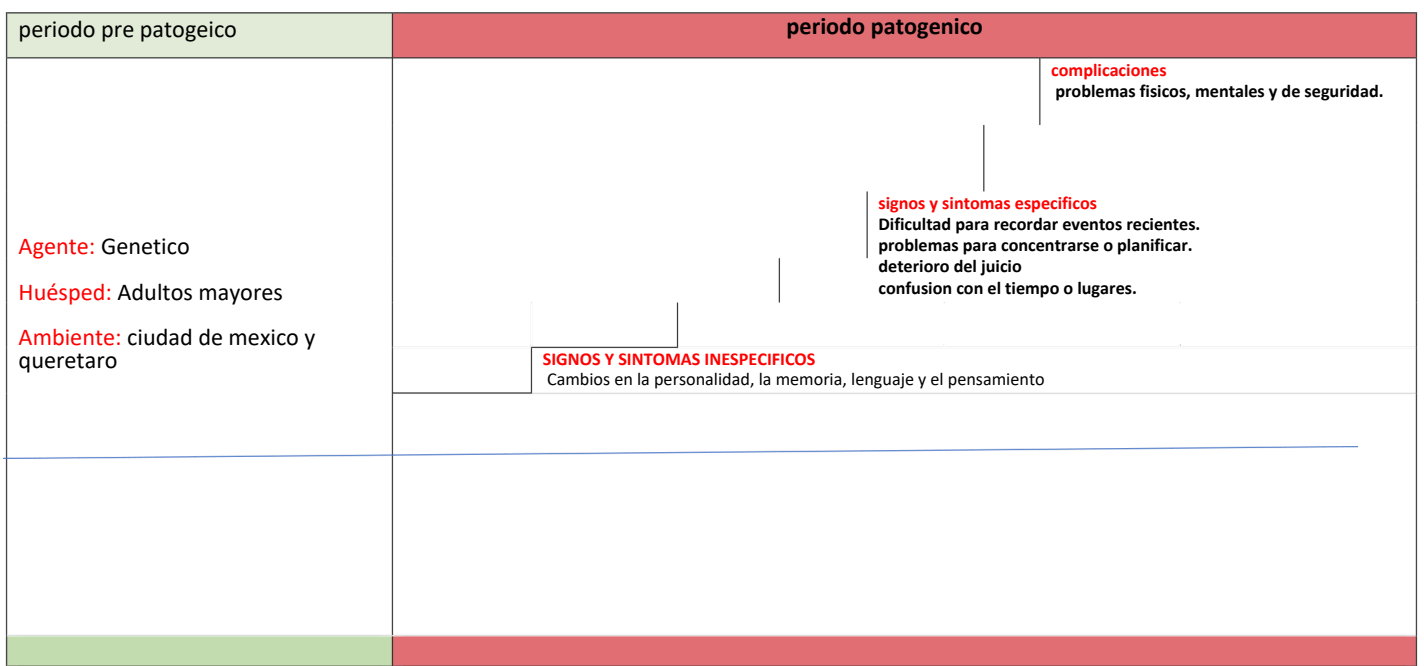 periodo pre patogeico
periodo patogenico
complicaciones
problemas fisicos, mentales y de seguridad.
signos y sintomas especificos
Dificultad para recordar eventos recientes.
problemas para concentrarse o planificar.
deterioro del juicio
confusion con el tiempo o lugares.
Agente: Genetico
Huésped: Adultos mayores
Ambiente: ciudad de mexico y
queretaro
SIGNOS Y SINTOMAS INESPECIFICOS
Cambios en la personalidad, la memoria, lenguaje y el pensamiento